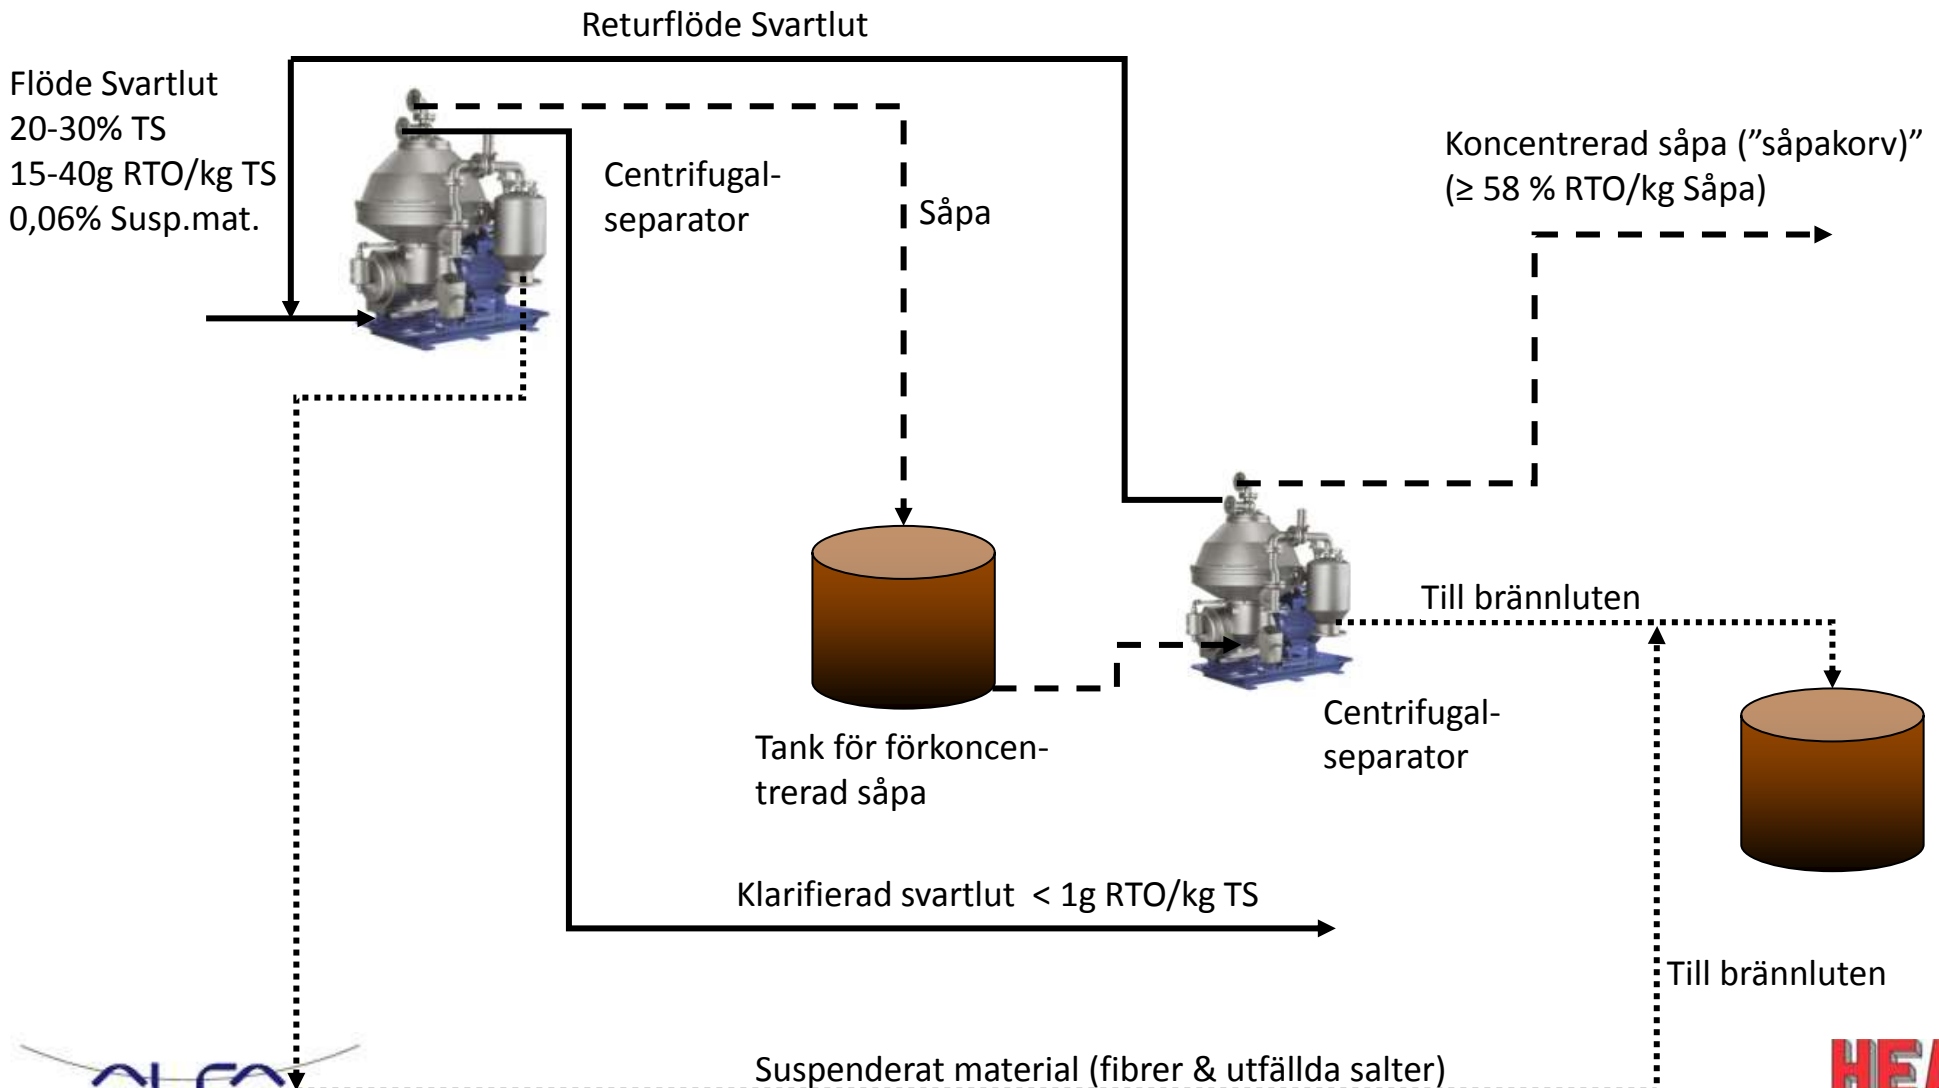 Returflöde Svartlut
Flöde Svartlut
20-30% TS
15-40g RTO/kg TS
0,06% Susp.mat.
Centrifugal-
separator
Såpa
Koncentrerad såpa (”såpakorv)”
(≥ 58 % RTO/kg Såpa)
Till brännluten
Centrifugal-
separator
Tank för förkoncen-
trerad såpa
Klarifierad svartlut < 1g RTO/kg TS
Till brännluten
Suspenderat material (fibrer & utfällda salter)
ALFA